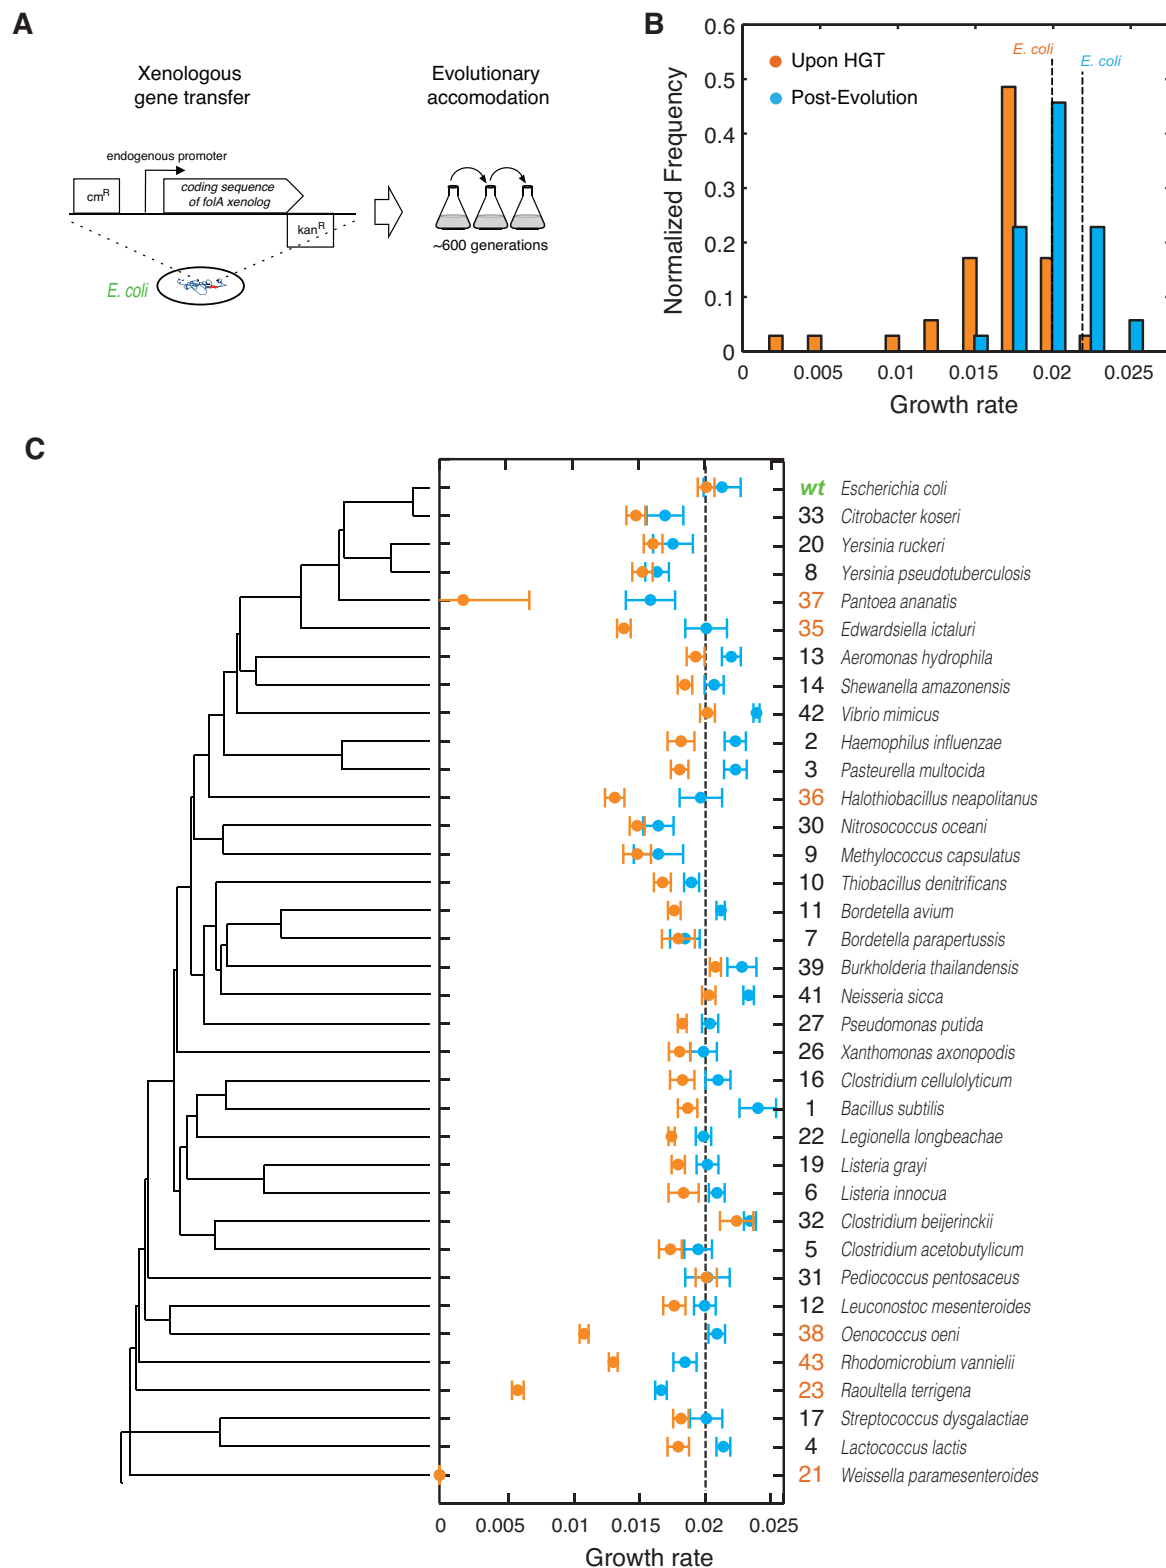 A
Xenologous
gene transfer
Evolutionary
accomodation
endogenous promoter
cmR
coding sequence
of folA xenolog
kanR
~600 generations
E. coli
B
0.6
0.5
0.4
0.3
0.2
0.1
0
Normalized Frequency
Upon HGT
Post-Evolution
E. coli
E. coli
0 0.005 0.01 0.015 0.02 0.025
Growth rate
C
wt Escherichia coli
33 Citrobacter koseri
20 Yersinia ruckeri
8 Yersinia pseudotuberculosis
37 Pantoea ananatis
35 Edwardsiella ictaluri
13 Aeromonas hydrophila
14 Shewanella amazonensis
42 Vibrio mimicus
2 Haemophilus influenzae
3 Pasteurella multocida
36 Halothiobacillus neapolitanus
30 Nitrosococcus oceani
9 Methylococcus capsulatus
10 Thiobacillus denitrificans
11 Bordetella avium
7 Bordetella parapertussis
39 Burkholderia thailandensis
41 Neisseria sicca
27 Pseudomonas putida
26 Xanthomonas axonopodis
16 Clostridium cellulolyticum
1 Bacillus subtilis
22 Legionella longbeachae
19 Listeria grayi
6 Listeria innocua
32 Clostridium beijerinckii
5 Clostridium acetobutylicum
31 Pediococcus pentosaceus
12 Leuconostoc mesenteroides
38 Oenococcus oeni
43 Rhodomicrobium vannielii
23 Raoultella terrigena
17 Streptococcus dysgalactiae
4 Lactococcus lactis
21 Weissella paramesenteroides
0 0.005 0.01 0.015 0.02 0.025
Growth rate